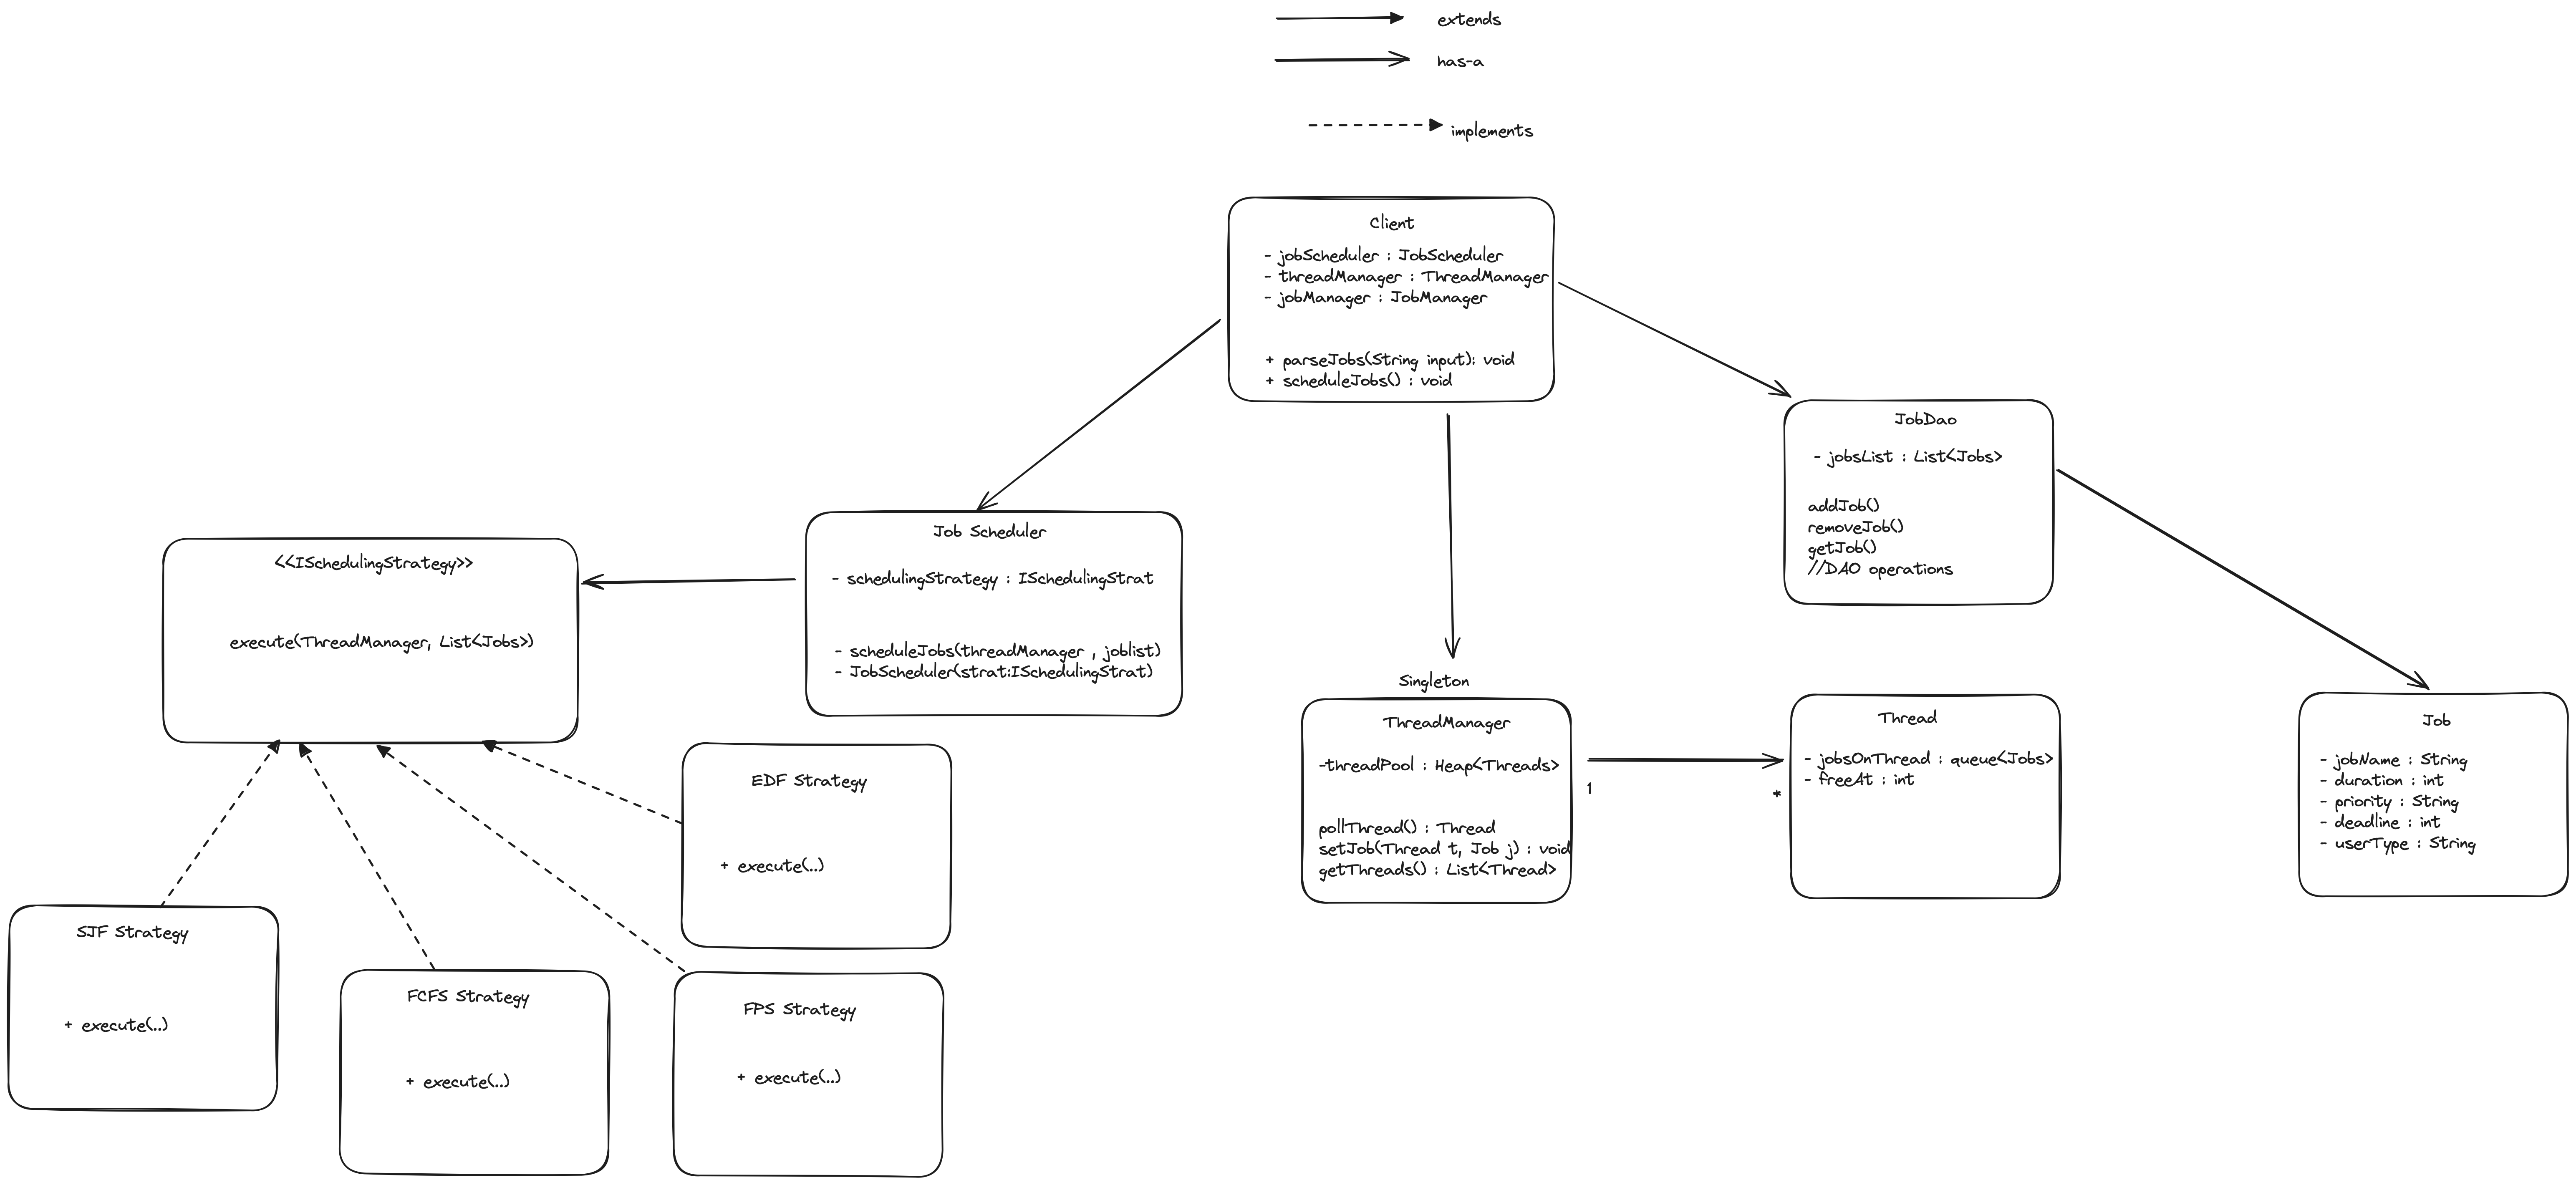 extends
has-a
implements
Client
- jobScheduler : JobScheduler
- threadManager : ThreadManager
- jobManager : JobManager
+ parseJobs(String input): void
+ scheduleJobs() : void
JobDao
- jobsList : List<Jobs>
addJob()
removeJob()
getJob()
//DAO operations
Job Scheduler
- schedulingStrategy : ISchedulingStrat
- scheduleJobs(threadManager , joblist)
- JobScheduler(strat:ISchedulingStrat)
<<ISchedulingStrategy>>
execute(ThreadManager, List<Jobs>)
Singleton
ThreadManager
-threadPool : Heap<Threads>
pollThread() : Thread
setJob(Thread t, Job j) : void
getThreads() : List<Thread>
1
*
Thread
- jobsOnThread : queue<Jobs>
- freeAt : int
Job
- jobName : String
- duration : int
- priority : String
- deadline : int
- userType : String
EDF Strategy
+ execute(..)
SJF Strategy
+ execute(..)
FCFS Strategy
+ execute(..)
FPS Strategy
+ execute(..)